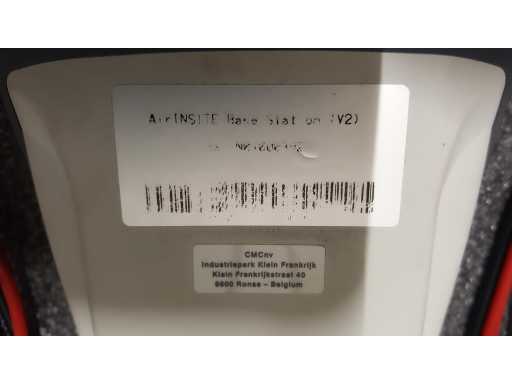 AirINSITE Base Station (V2)
CMCnv
Industriepark Klein Frankrijk
Klein Frankrijkstraat 40
9600 Ronse - Belgium